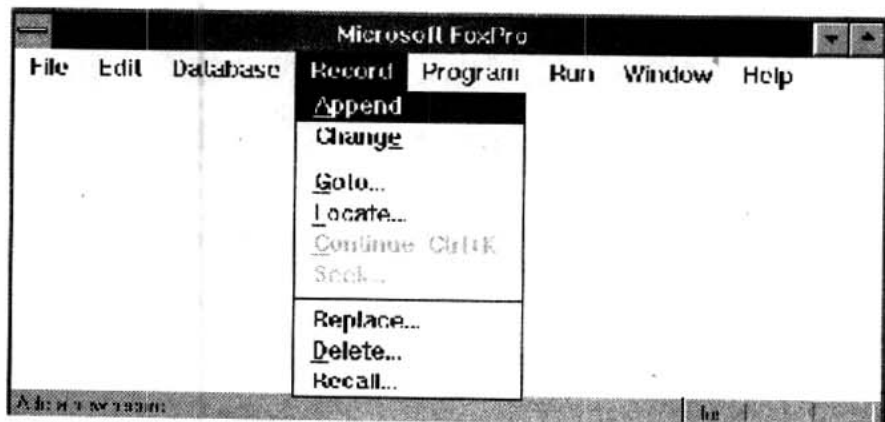 Microsoft FoxPro
File Edit Database Record Program Run Window Help
Append
Change
Goto...
Locate...
Continue Ctrl+K
Seek...
Replace...
Delete...
Recall...